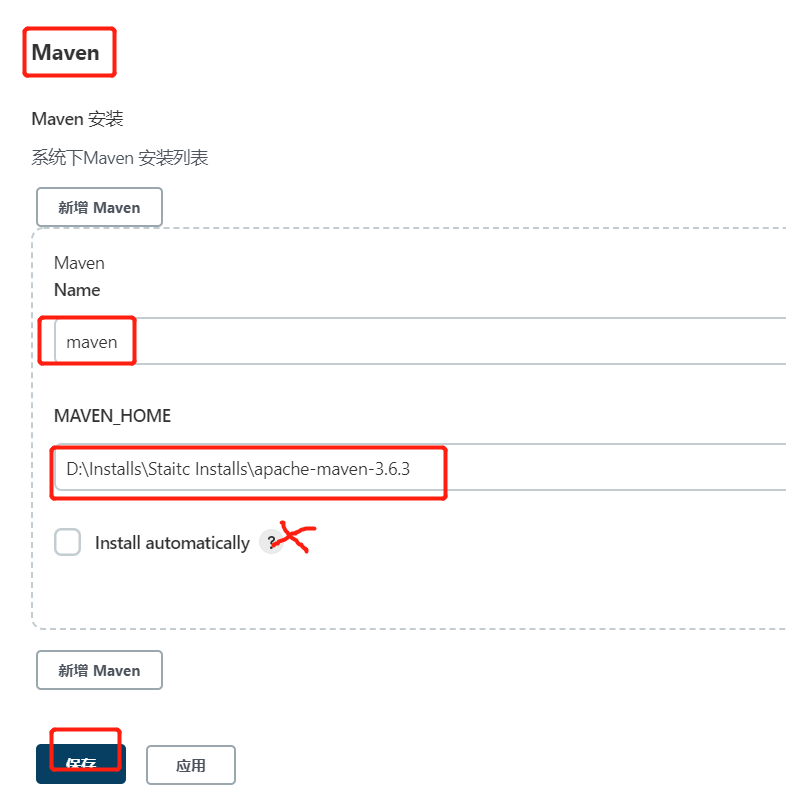 Maven
Maven 安装
系统下Maven 安装列表
新增 Maven
Maven
Name
maven
MAVEN_HOME
D:\Installs\Staitc Installs\apache-maven-3.6.3
Install automatically ?
新增 Maven
保存 应用